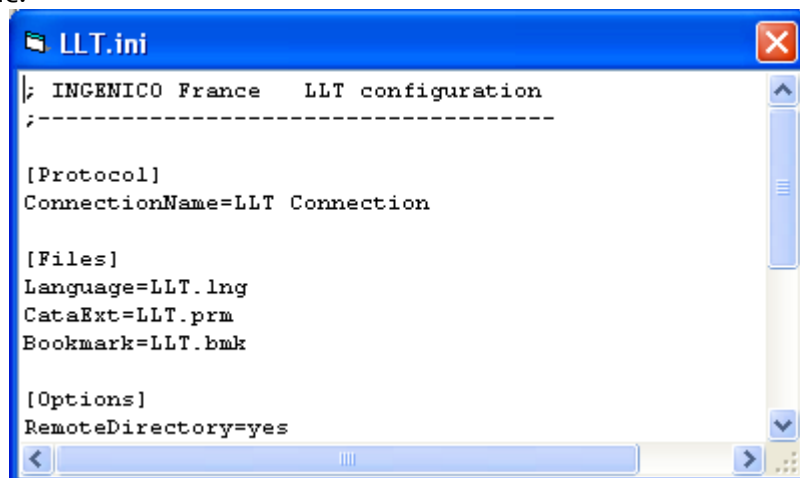 LLT.ini
; INGENICO France   LLT configuration
;-------------------------------------
[Protocol]
ConnectionName=LLT Connection
[Files]
Language=LLT.lng
CataExt=LLT.prm
Bookmark=LLT.bmk
[Options]
RemoteDirectory=yes